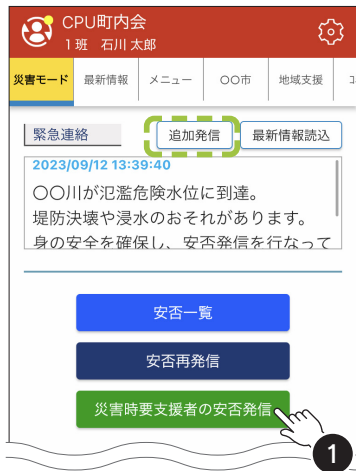 CPU町内会
1班 石川 太郎
災害モード 最新情報 メニュー 〇〇市 地域支援
緊急連絡 追加発信 最新情報読込
2023/09/12 13:39:40
〇〇川が氾濫危険水位に到達。
堤防決壊や浸水のおそれがあります。
身の安全を確保し、安否発信を行なって
安否一覧
安否再発信
災害時要支援者の安否発信
1